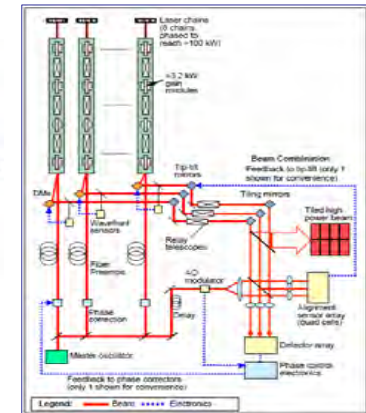 Laser chains
(8 chains,
phased to
reach ~100 kW)
~3.2 kW
gain
modules
Tip-tilt
mirrors
Beam Combination
Feedback to tip-tilt (only 1
shown for convenience)
DMs
Tiling mirrors
Wavefront
sensors
Tiled high
power beam
Relay
telescopes
Fiber
Preamps
AO
modulator
Phase
correction
Delay
Alignment
sensor array
(quad cells)
Master oscillator
Detector array
Feedback to phase correctors
(only 1 shown for convenience)
Phase control
electronics
Legend:
Beam
Electronics